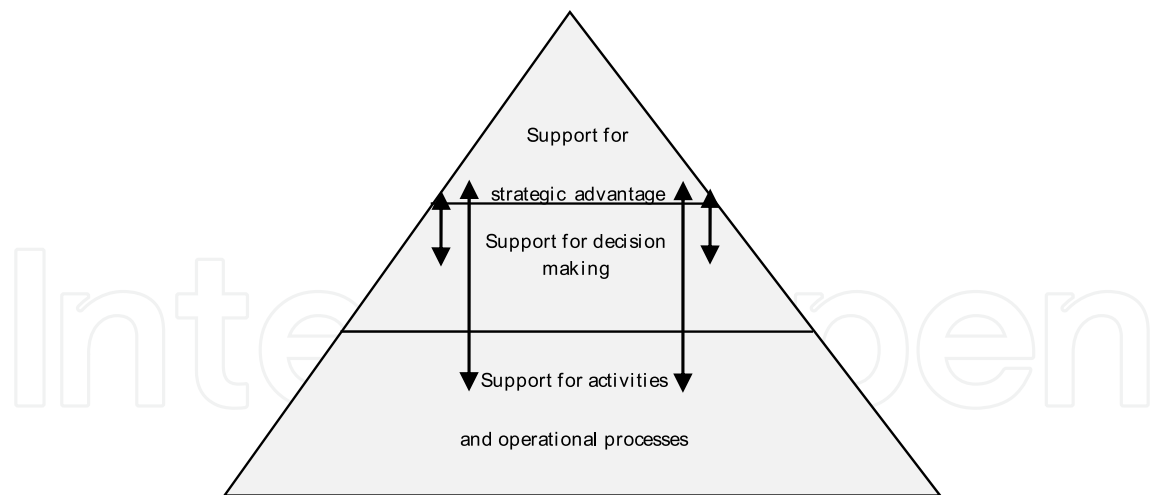 Support for
strategic advantage
Support for decision
making
Support for activities
and operational processes